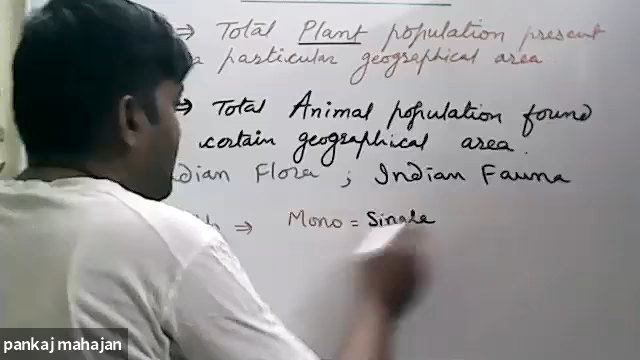 ⇒ Total Plant population present
a particular geographical area
⇒ Total Animal population found
certain geographical area.
dian Flora ; Indian Fauna
⇒ Mono = Single
pankaj mahajan